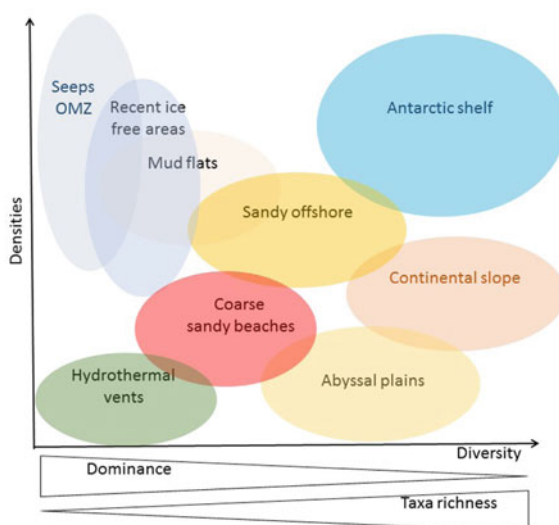 Seeps
OMZ
Recent ice
free areas
Mud flats
Antarctic shelf
Sandy offshore
Densities
Continental slope
Coarse
sandy beaches
Hydrothermal
vents
Abyssal plains
Diversity
Dominance
Taxa richness